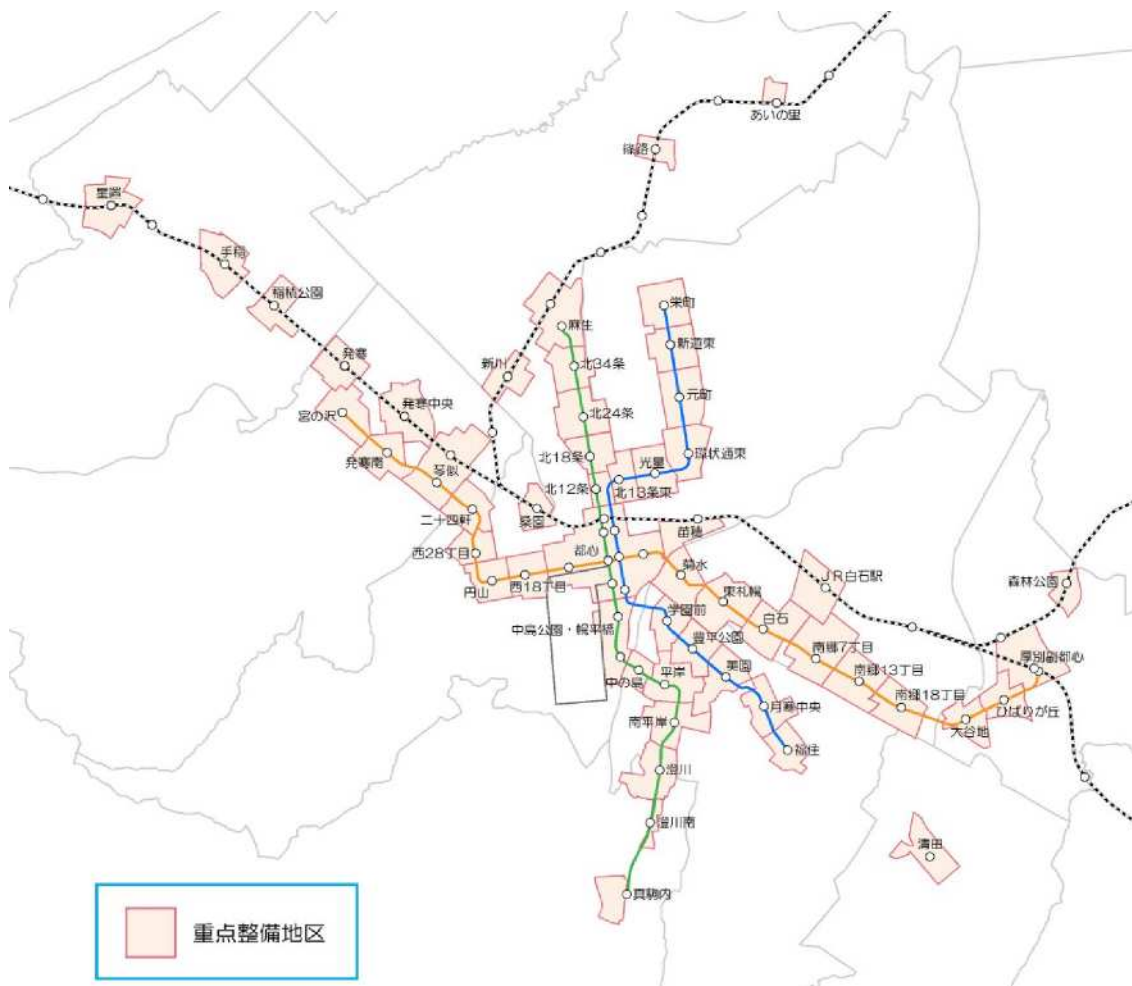 あいの里
篠路
星置
手稲
稲積公園
栄町
麻生
新道東
発寒
新川
北34条
元町
発寒中央
宮の沢
北24条
発寒南
北18条
光星
環状通東
琴似
北12条
北13条東
二十四軒
桑園
苗穂
西28丁目
都心
菊水
JR白石駅
森林公園
円山
西18丁目
東札幌
学園前
白石
中島公園・幌平橋
豊平公園
南郷7丁目
厚別副都心
中の島
平岸
美園
南郷13丁目
南郷18丁目
月寒中央
ひばりが丘
大谷地
南平岸
福住
澄川
澄川南
清田
真駒内
重点整備地区